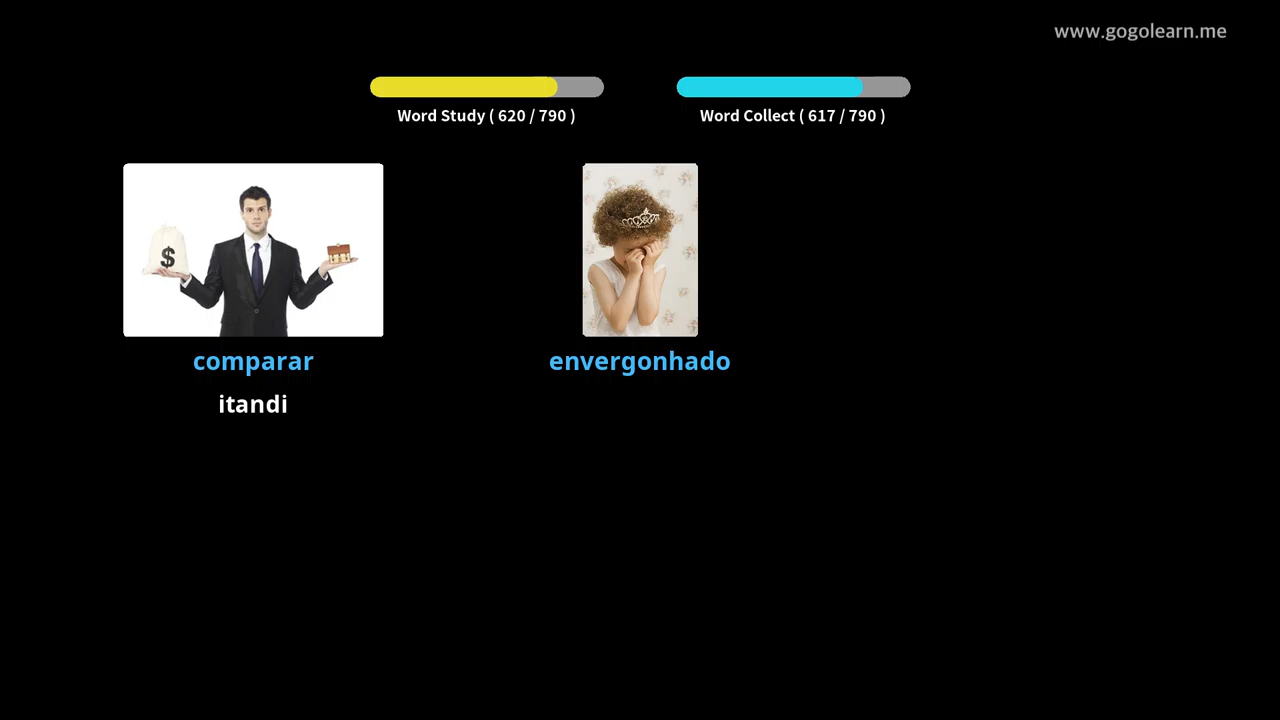 www.gogolearn.me
Word Study ( 620 / 790 )
Word Collect ( 617 / 790 )
$
comparar
envergonhado
itandi